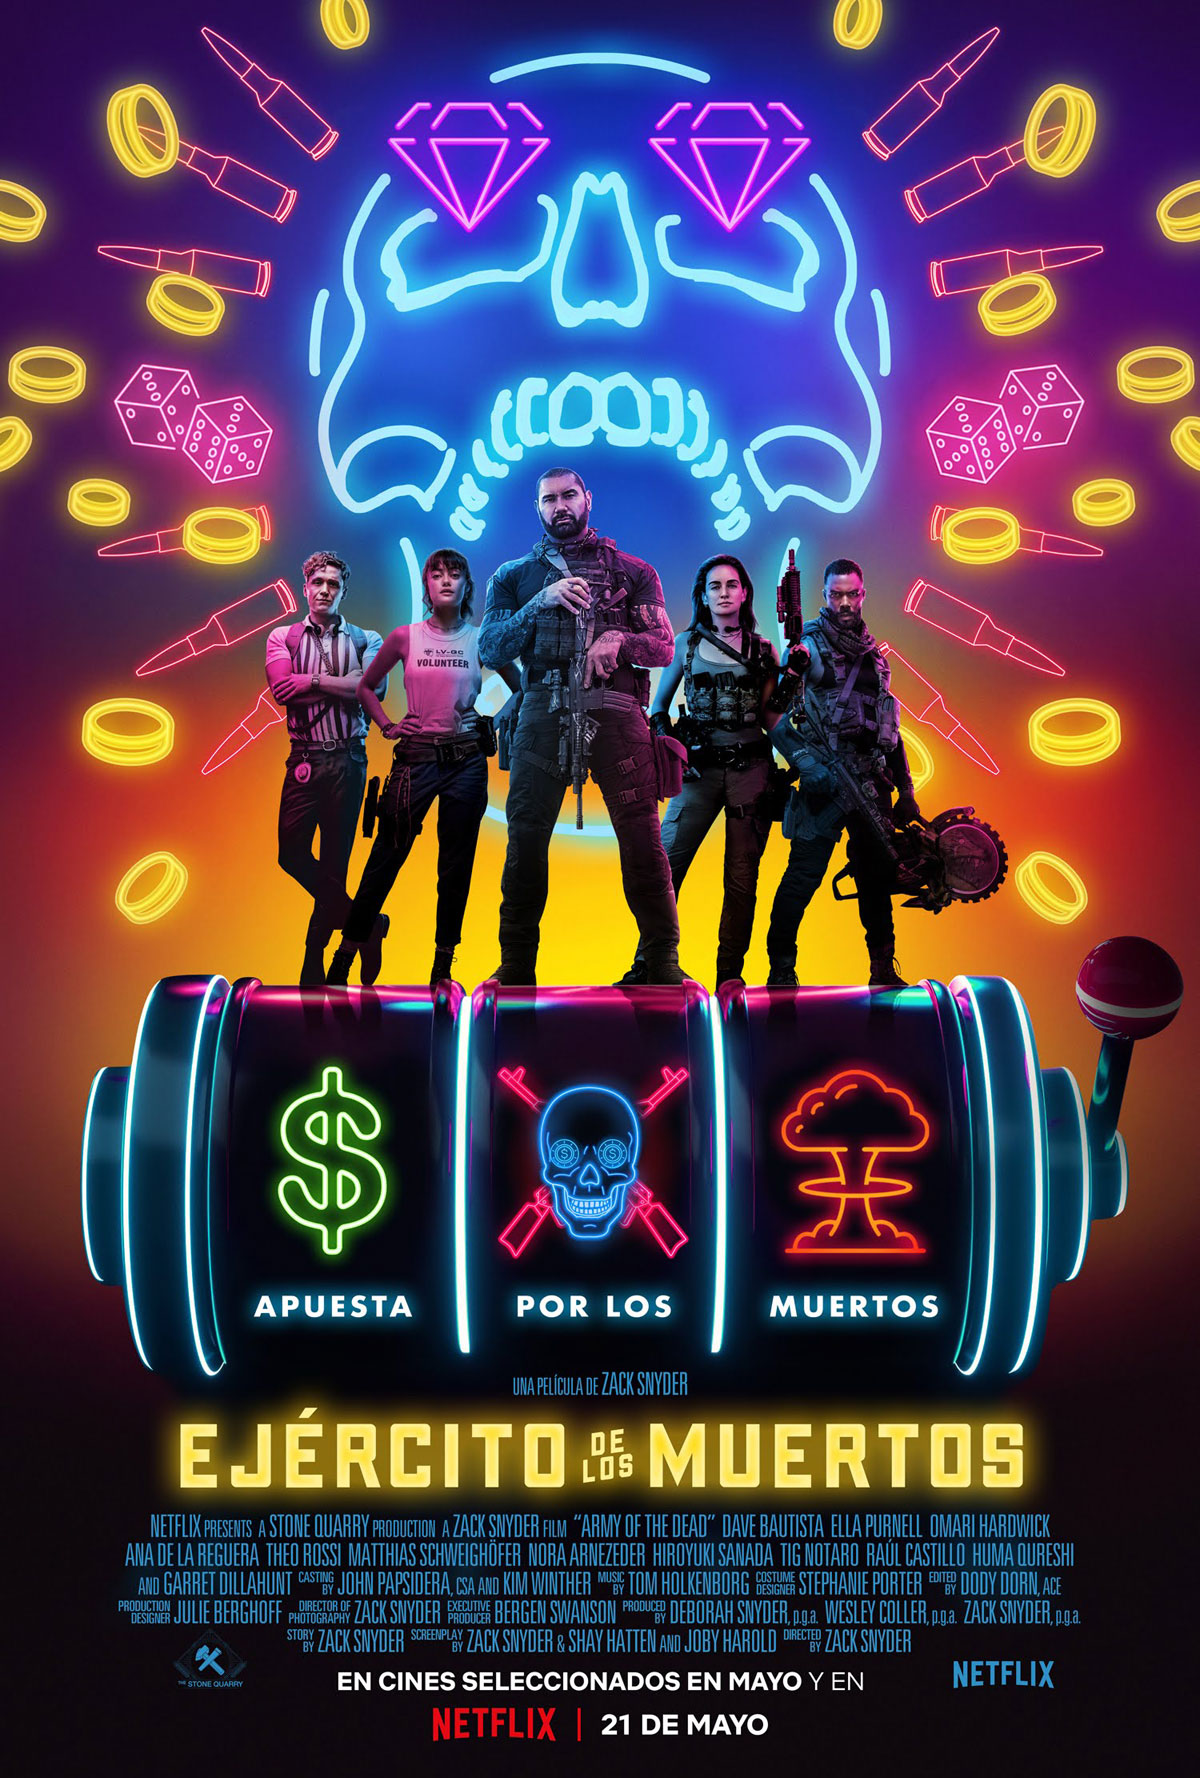 LV-QC
VOLUNTEER
$
APUESTA POR LOS MUERTOS
UNA PELÍCULA DE ZACK SNYDER
EJÉRCITO DE LOS MUERTOS
NETFLIX PRESENTS A STONE QUARRY PRODUCTION A ZACK SNYDER FILM "ARMY OF THE DEAD" DAVE BAUTISTA ELLA PURNELL OMARI HARDWICK
ANA DE LA REGUERA THEO ROSSI MATTHIAS SCHWEIGHÖFER NORA ARNEZEDER HIROYUKI SANADA TIG NOTARO RAÚL CASTILLO HUMA QURESHI
AND GARRET DILLAHUNT CASTING BY JOHN PAPSIDERA, CSA AND KIM WINTHER MUSIC BY TOM HOLKENBORG COSTUME DESIGNER STEPHANIE PORTER EDITED BY DODY DORN, ACE
PRODUCTION DESIGNER JULIE BERGHOFF DIRECTOR OF PHOTOGRAPHY ZACK SNYDER EXECUTIVE PRODUCER BERGEN SWANSON PRODUCED BY DEBORAH SNYDER, p.g.a. WESLEY COLLER, p.g.a. ZACK SNYDER, p.g.a.
STORY BY ZACK SNYDER SCREENPLAY BY ZACK SNYDER & SHAY HATTEN AND JOBY HAROLD DIRECTED BY ZACK SNYDER
THE STONE QUARRY
EN CINES SELECCIONADOS EN MAYO Y EN
NETFLIX | 21 DE MAYO
NETFLIX